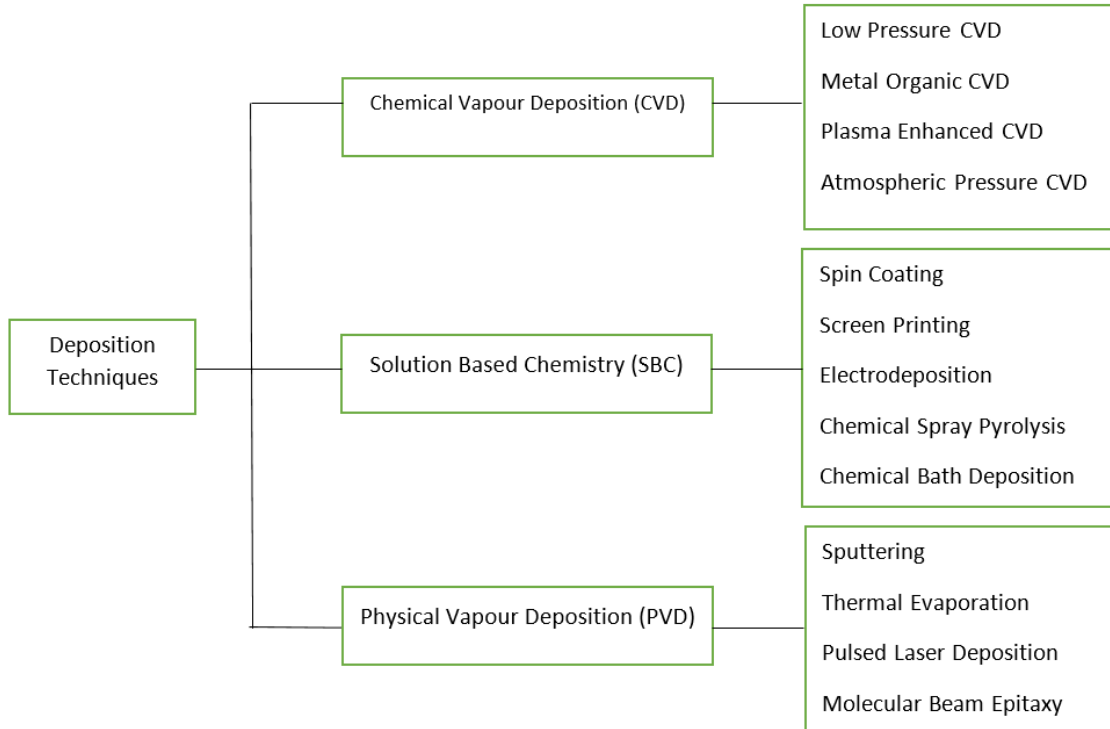 Deposition
Techniques
Chemical Vapour Deposition (CVD)
Low Pressure CVD
Metal Organic CVD
Plasma Enhanced CVD
Atmospheric Pressure CVD
Solution Based Chemistry (SBC)
Spin Coating
Screen Printing
Electrodeposition
Chemical Spray Pyrolysis
Chemical Bath Deposition
Physical Vapour Deposition (PVD)
Sputtering
Thermal Evaporation
Pulsed Laser Deposition
Molecular Beam Epitaxy